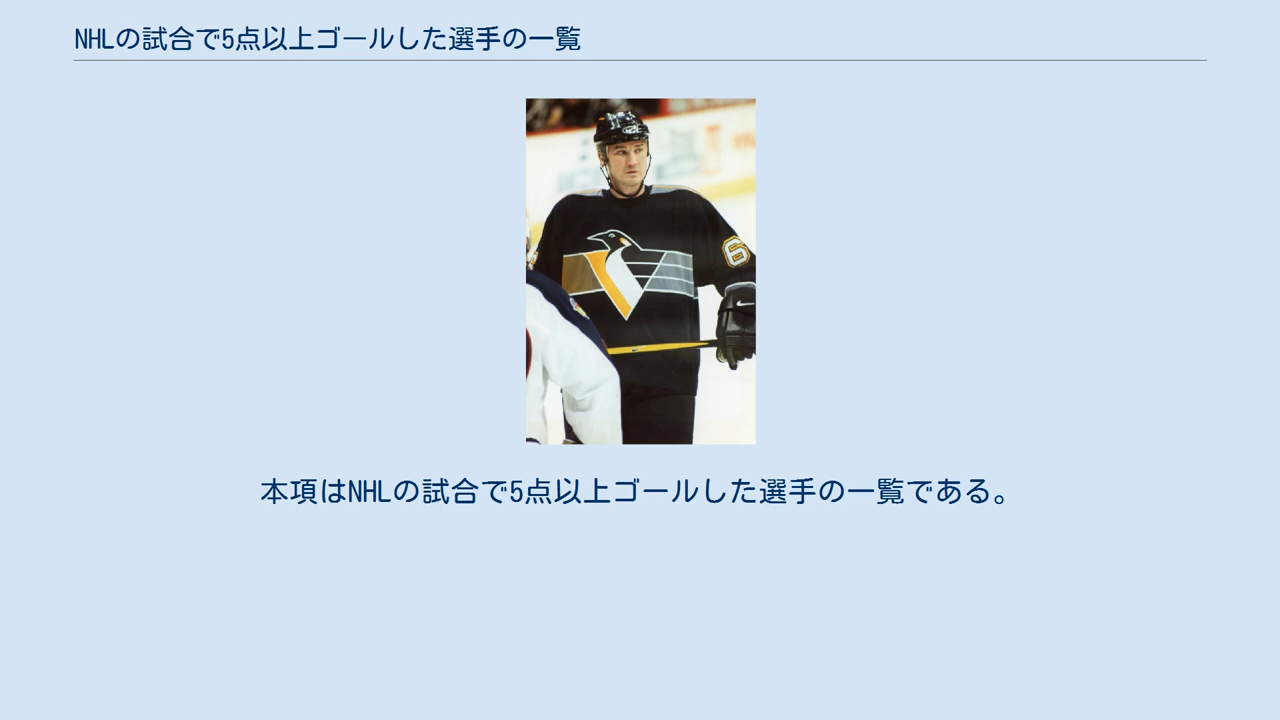 NHLの試合で5点以上ゴールした選手の一覧
6
本項はNHLの試合で5点以上ゴールした選手の一覧である。